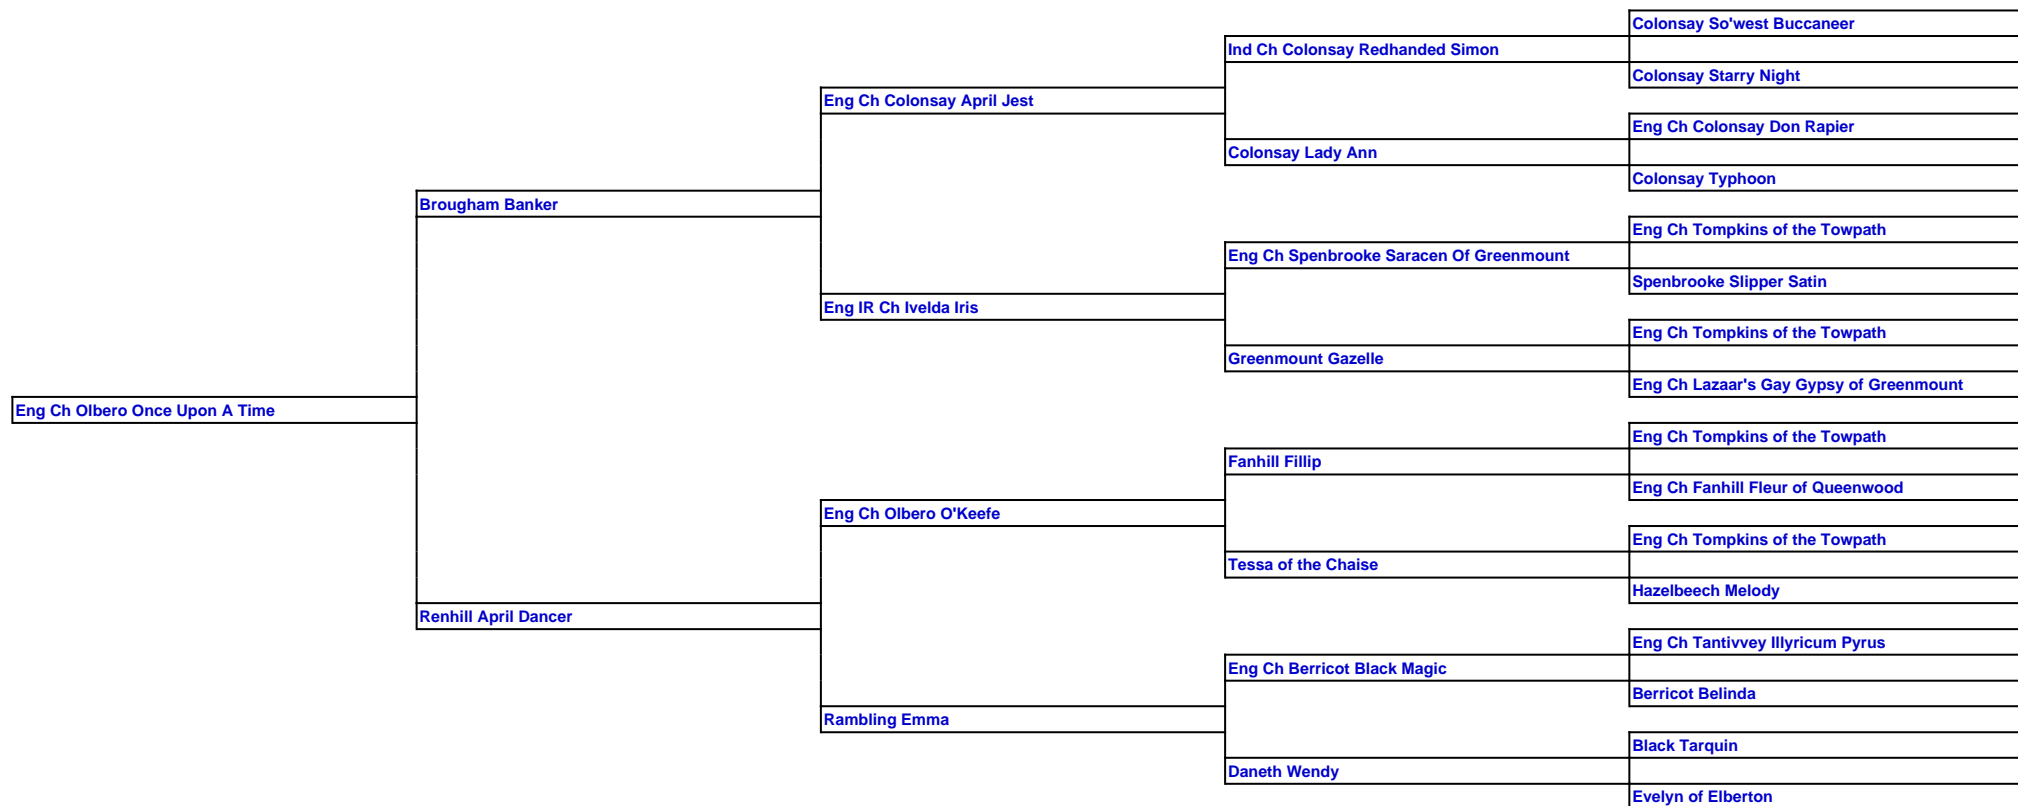 Colonsay So'west Buccaneer
Ind Ch Colonsay Redhanded Simon
Colonsay Starry Night
Eng Ch Colonsay April Jest
Eng Ch Colonsay Don Rapier
Colonsay Lady Ann
Colonsay Typhoon
Brougham Banker
Eng Ch Tompkins of the Towpath
Eng Ch Spenbrooke Saracen Of Greenmount
Spenbrooke Slipper Satin
Eng IR Ch Ivelda Iris
Eng Ch Tompkins of the Towpath
Greenmount Gazelle
Eng Ch Lazaar's Gay Gypsy of Greenmount
Eng Ch Olbero Once Upon A Time
Eng Ch Tompkins of the Towpath
Fanhill Fillip
Eng Ch Fanhill Fleur of Queenwood
Eng Ch Olbero O'Keefe
Eng Ch Tompkins of the Towpath
Tessa of the Chaise
Hazelbeech Melody
Renhill April Dancer
Eng Ch Tantivvey Illyricum Pyrus
Eng Ch Berricot Black Magic
Berricot Belinda
Rambling Emma
Black Tarquin
Daneth Wendy
Evelyn of Elberton